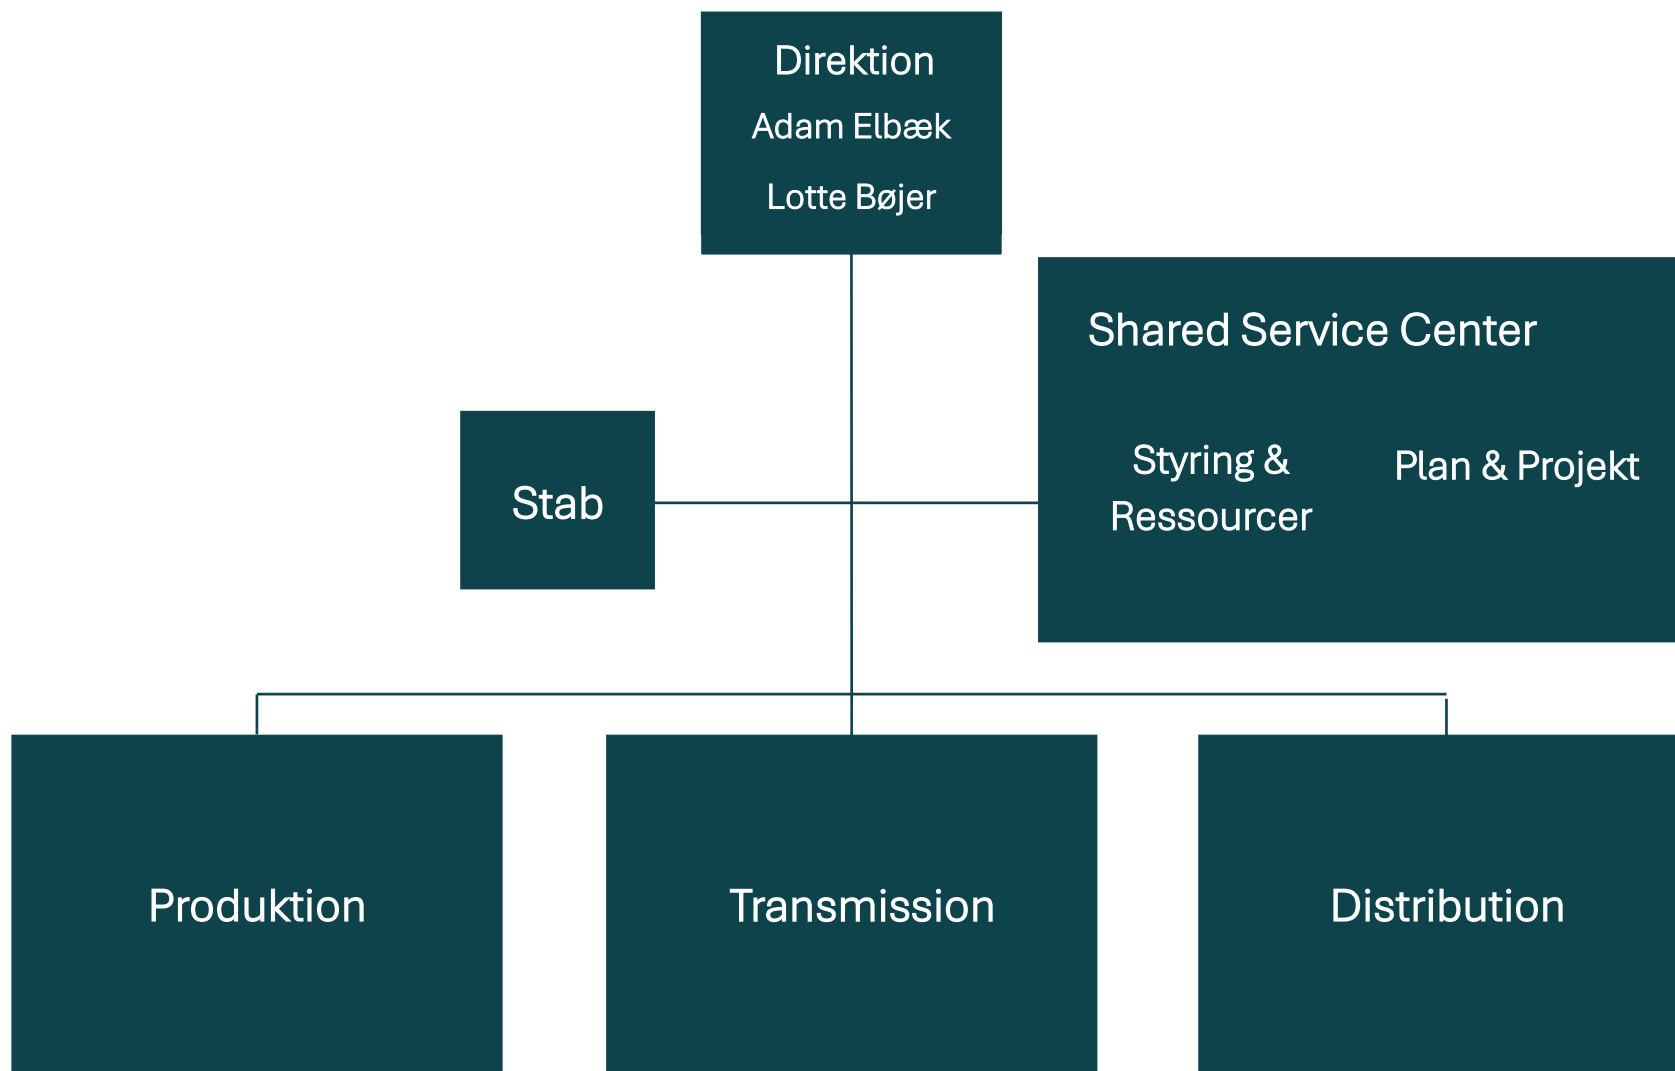 Direktion
Adam Elbæk
Lotte Bøjer
Shared Service Center
Styring &
Ressourcer
Plan & Projekt
Stab
Produktion
Transmission
Distribution